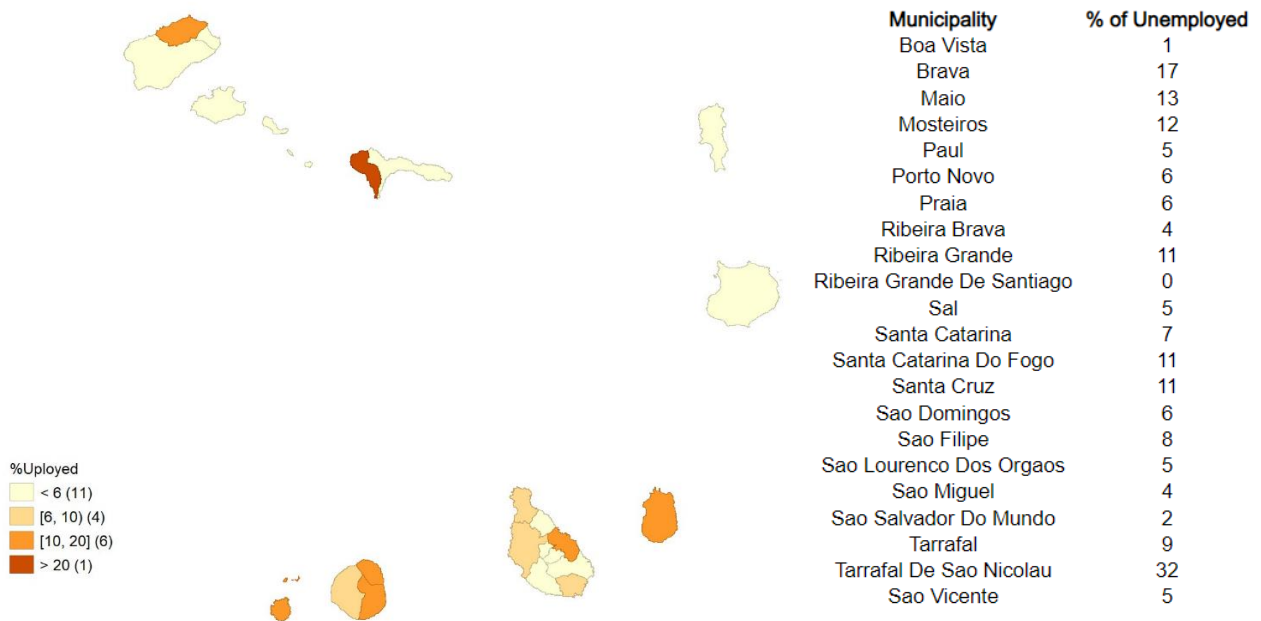 Municipality % of Unemployed
Boa Vista 1
Brava 17
Maio 13
Mosteiros 12
Paul 5
Porto Novo 6
Praia 6
Ribeira Brava 4
Ribeira Grande 11
Ribeira Grande De Santiago 0
Sal 5
Santa Catarina 7
Santa Catarina Do Fogo 11
Santa Cruz 11
Sao Domingos 6
Sao Filipe 8
Sao Lourenco Dos Orgaos 5
Sao Miguel 4
Sao Salvador Do Mundo 2
Tarrafal 9
Tarrafal De Sao Nicolau 32
Sao Vicente 5
%Uployed
< 6 (11)
[6, 10) (4)
[10, 20] (6)
> 20 (1)